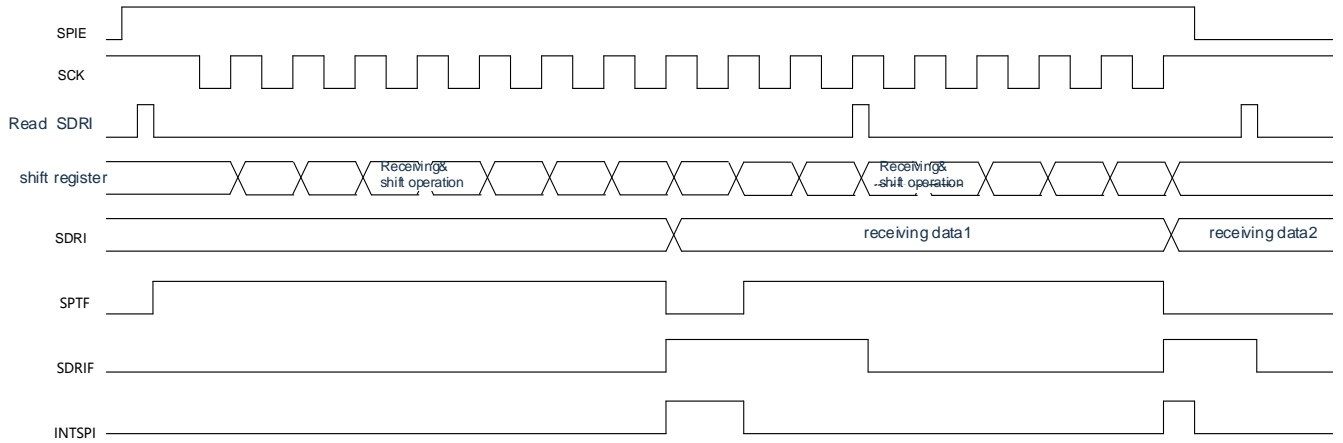 SPIE
SCK
Read SDRI
shift register
Receiving&
shift operation
Receiving&
shift operation
SDRI
receiving data1
receiving data2
SPTF
SDRIF
INTSPI